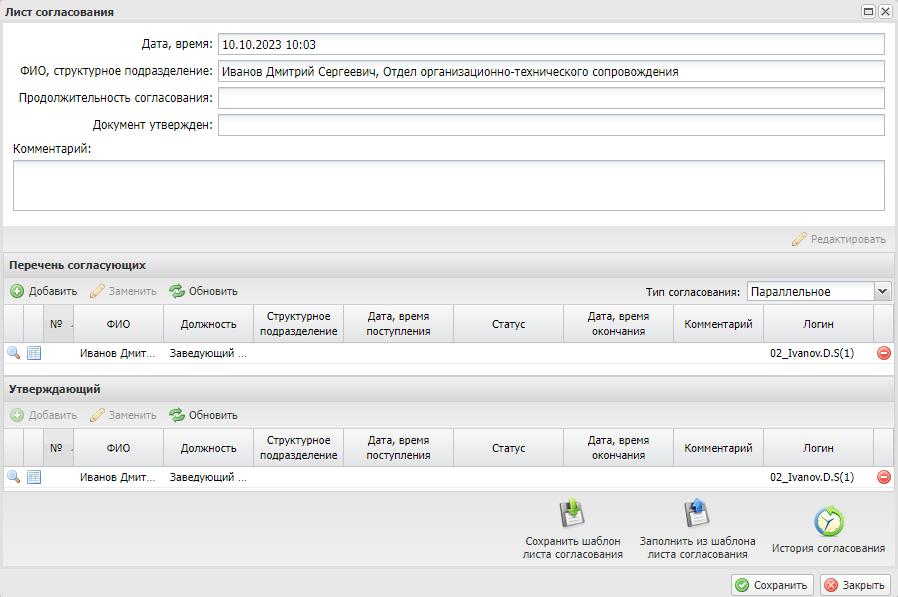 Лист согласования
Дата, время: 10.10.2023 10:03
ФИО, структурное подразделение: Иванов Дмитрий Сергеевич, Отдел организационно-технического сопровождения
Продолжительность согласования:
Документ утвержден:
Комментарий:
Редактировать
Перечень согласующих
Добавить Заменить Обновить Тип согласования: Параллельное
№ ФИО Должность Структурное подразделение Дата, время поступления Статус Дата, время окончания Комментарий Логин
Иванов Дмит... Заведующий ... 02_Ivanov.D.S(1)
Утверждающий
Добавить Заменить Обновить
№ ФИО Должность Структурное подразделение Дата, время поступления Статус Дата, время окончания Комментарий Логин
Иванов Дмит... Заведующий ... 02_Ivanov.D.S(1)
Сохранить шаблон листа согласования
Заполнить из шаблона листа согласования
История согласования
Сохранить Закрыть